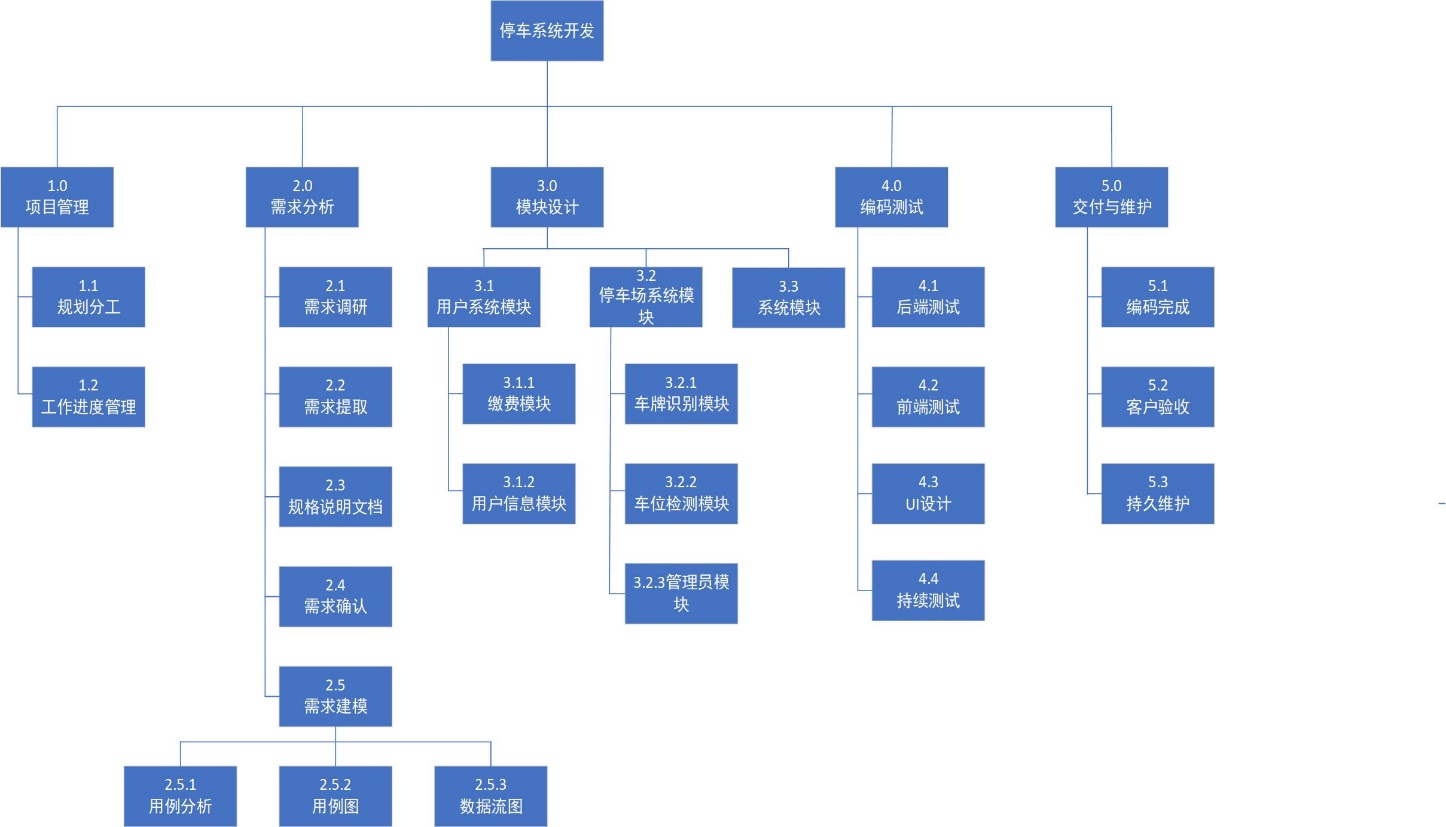 停车系统开发
1.0
项目管理
2.0
需求分析
3.0
模块设计
4.0
编码测试
5.0
交付与维护
1.1
规划分工
1.2
工作进度管理
2.1
需求调研
2.2
需求提取
2.3
规格说明文档
2.4
需求确认
2.5
需求建模
2.5.1
用例分析
2.5.2
用例图
2.5.3
数据流图
3.1
用户系统模块
3.1.1
缴费模块
3.1.2
用户信息模块
3.2
停车场系统模
块
3.2.1
车牌识别模块
3.2.2
车位检测模块
3.2.3管理员模
块
3.3
系统模块
4.1
后端测试
4.2
前端测试
4.3
UI设计
4.4
持续测试
5.1
编码完成
5.2
客户验收
5.3
持久维护